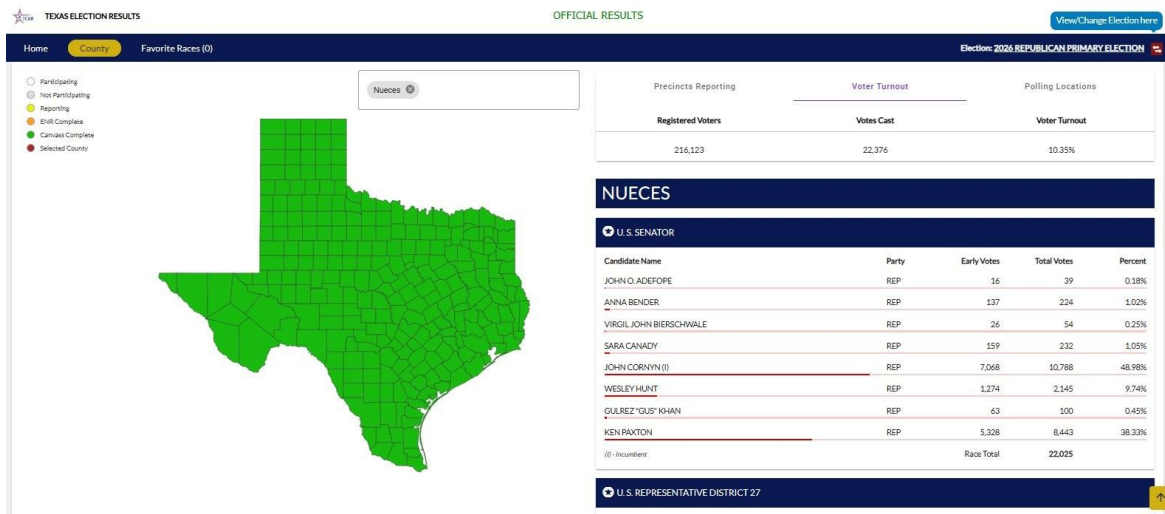 TEXAS ELECTION RESULTS
OFFICIAL RESULTS
View/Change Election here
Home County Favorite Races (0) Election: 2026 REPUBLICAN PRIMARY ELECTION
Participating
Not Participating
Reporting
ENR Complete
Canvass Complete
Selected County
Nueces
Precincts Reporting Voter Turnout Polling Locations
Registered Voters Votes Cast Voter Turnout
216,123 22,376 10.35%
NUECES
U. S. SENATOR
Candidate Name Party Early Votes Total Votes Percent
JOHN O. ADEFOPE REP 16 39 0.18%
ANNA BENDER REP 137 224 1.02%
VIRGIL JOHN BIERSCHWALE REP 26 54 0.25%
SARA CANADY REP 159 232 1.05%
JOHN CORNYN (I) REP 7,068 10,788 48.98%
WESLEY HUNT REP 1,274 2,145 9.74%
GULREZ "GUS" KHAN REP 63 100 0.45%
KEN PAXTON REP 5,328 8,443 38.33%
(I) - Incumbent Race Total 22,025
U. S. REPRESENTATIVE DISTRICT 27